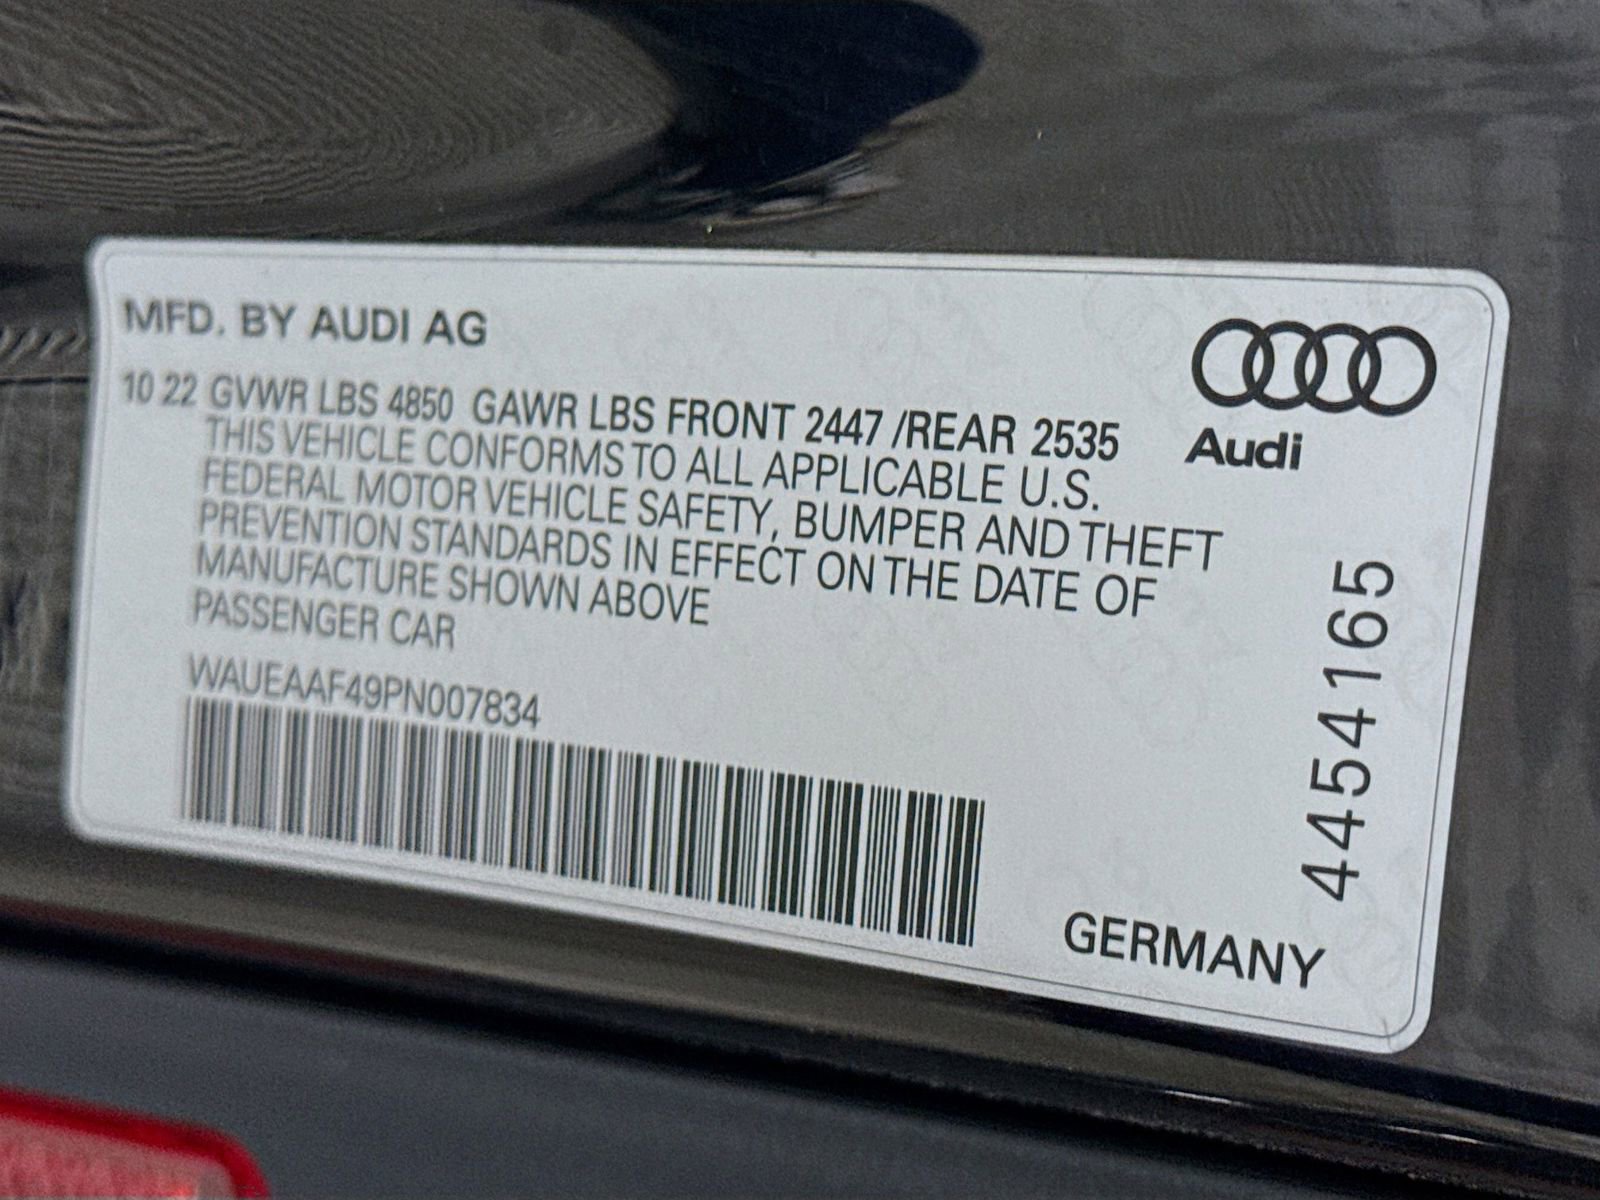 MFD. BY AUDI AG
10 22 GVWR LBS 4850 GAWR LBS FRONT 2447 /REAR 2535
THIS VEHICLE CONFORMS TO ALL APPLICABLE U.S.
FEDERAL MOTOR VEHICLE SAFETY, BUMPER AND THEFT
PREVENTION STANDARDS IN EFFECT ON THE DATE OF
MANUFACTURE SHOWN ABOVE
PASSENGER CAR
WAUEAAF49PN007834
Audi
4454165
GERMANY